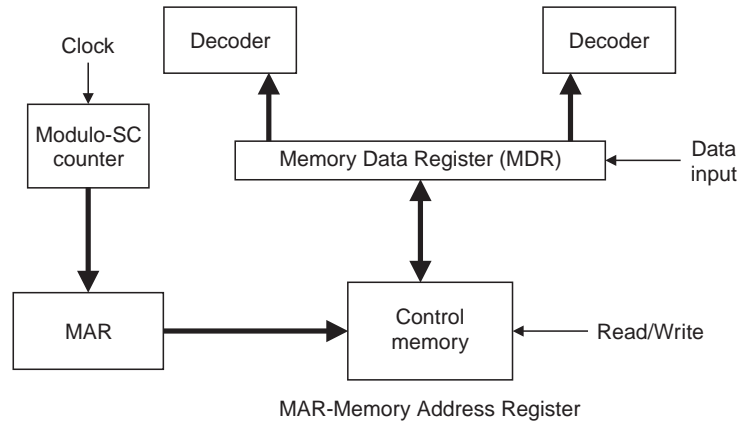 Decoder
Decoder
Clock
Modulo-SC
counter
Memory Data Register (MDR)
Data
input
MAR
Control
memory
Read/Write
MAR-Memory Address Register